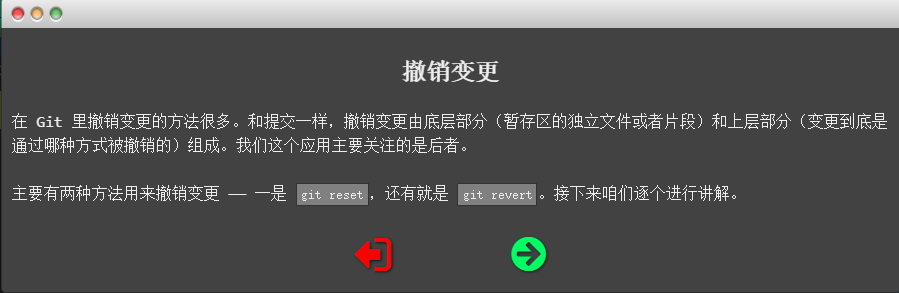 撤销变更
在 Git 里撤销变更的方法很多。和提交一样，撤销变更由底层部分（暂存区的独立文件或者片段）和上层部分（变更到底是
通过哪种方式被撤销的）组成。我们这个应用主要关注的是后者。
主要有两种方法用来撤销变更 —— 一是 git reset，还有就是 git revert。接下来咱们逐个进行讲解。